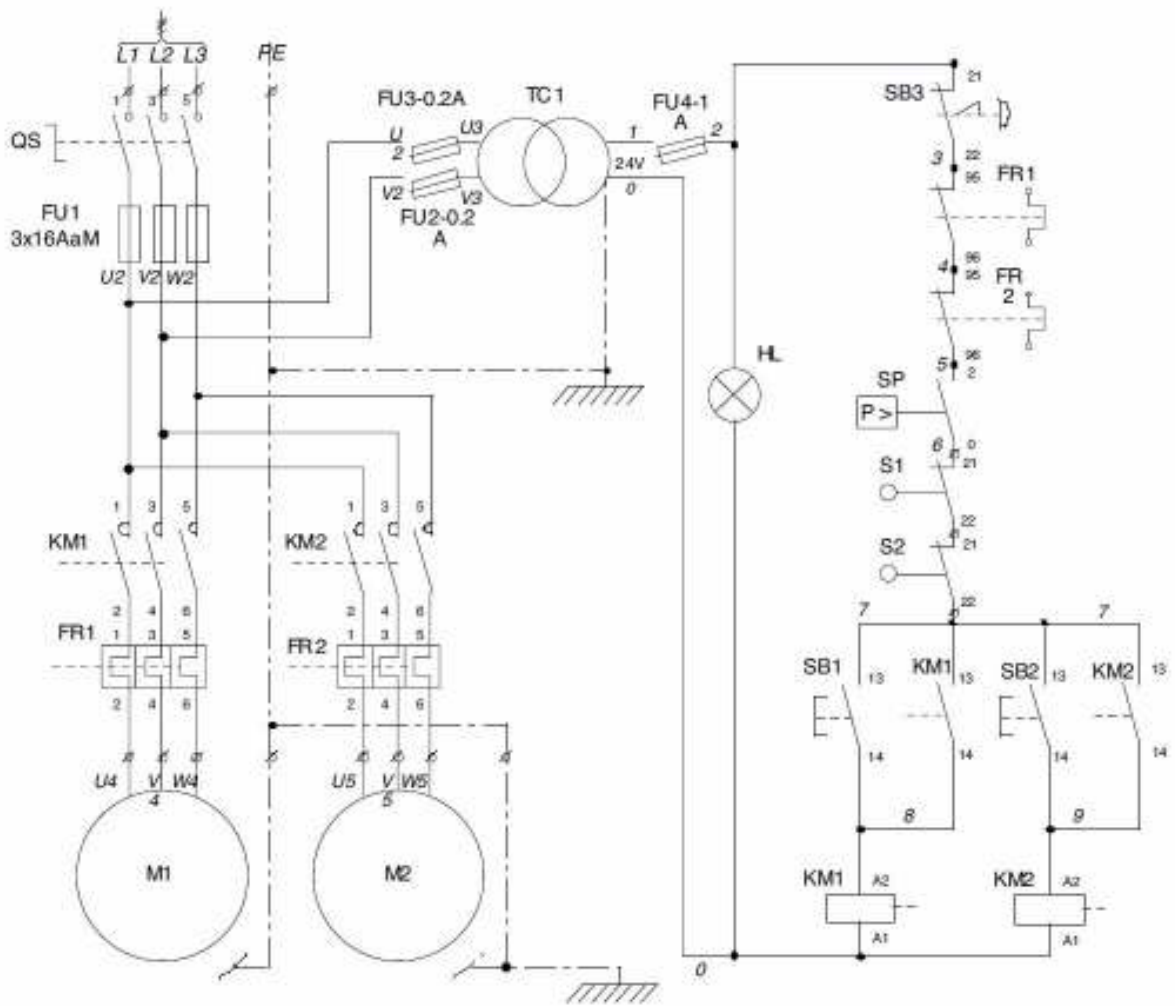 L1 L2 L3 PE
1 3 5
QS
FU1
3x16AaM
U2 V2 W2
FU3-0.2A
U
2
U3
V2 V3
FU2-0.2
A
TC1
1
24V
0
FU4-1
A
2
HL
0
SB3
21
22
3
95
FR1
96
4
95
FR
2
96
5
2
SP
P >
6
0
21
S1
22
21
S2
22
7 7
SB1
13
14
KM1
13
14
SB2
13
14
KM2
13
14
8 9
KM1
A2
A1
KM2
A2
A1
KM1
1 3 5
2 4 6
FR1
1 3 5
2 4 6
U4 V W4
4
M1
KM2
1 3 5
2 4 6
FR2
1 3 5
2 4 6
U5 V W5
5
M2